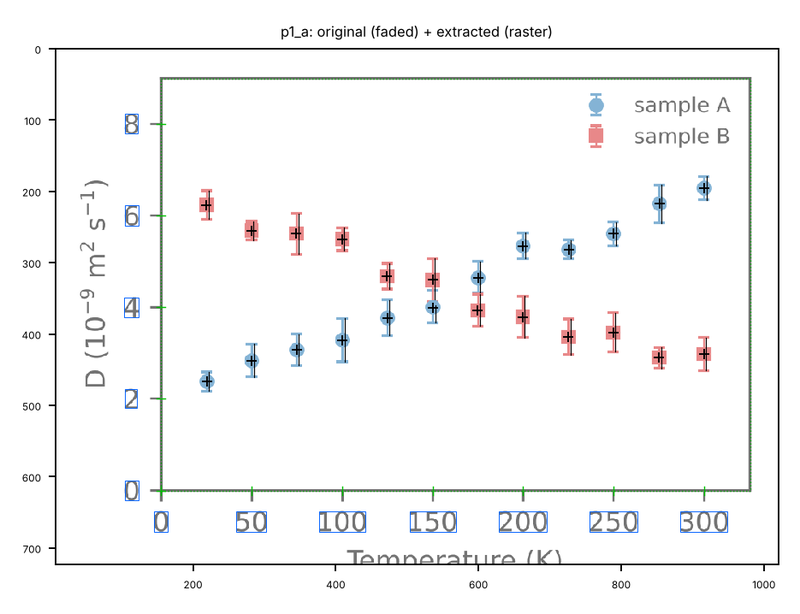 p1_a: original (faded) + extracted (raster)
sample A
sample B
D (10⁻⁹ m² s⁻¹)
8
6
4
2
0
0 50 100 150 200 250 300
Temperature (K)
0
100
200
300
400
500
600
700
200 400 600 800 1000